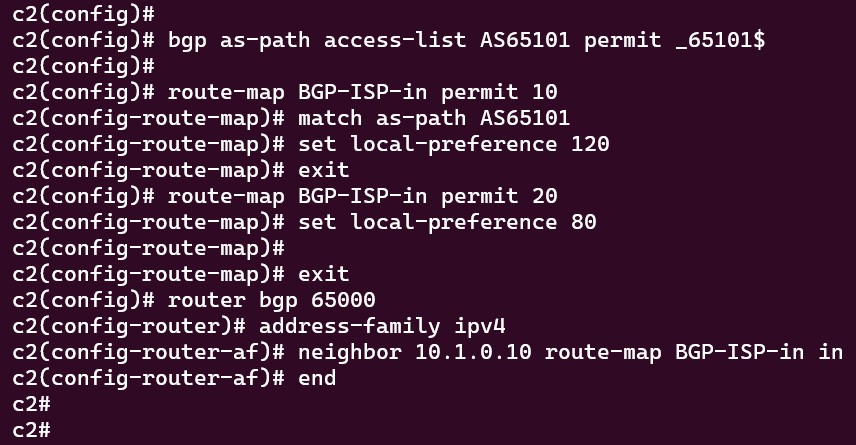 c2(config)#
c2(config)# bgp as-path access-list AS65101 permit _65101$
c2(config)#
c2(config)# route-map BGP-ISP-in permit 10
c2(config-route-map)# match as-path AS65101
c2(config-route-map)# set local-preference 120
c2(config-route-map)# exit
c2(config)# route-map BGP-ISP-in permit 20
c2(config-route-map)# set local-preference 80
c2(config-route-map)#
c2(config-route-map)# exit
c2(config)# router bgp 65000
c2(config-router)# address-family ipv4
c2(config-router-af)# neighbor 10.1.0.10 route-map BGP-ISP-in in
c2(config-router-af)# end
c2#
c2#